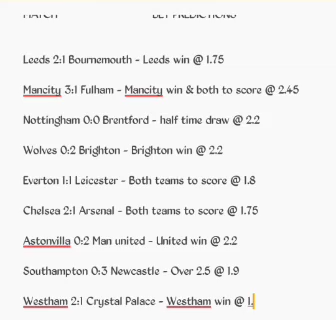 MATCH BET PREDICTIONS
Leeds 2:1 Bournemouth - Leeds win @ 1.75
Mancity 3:1 Fulham - Mancity win & both to score @ 2.45
Nottingham 0:0 Brentford - half time draw @ 2.2
Wolves 0:2 Brighton - Brighton win @ 2.2
Everton 1:1 Leicester - Both teams to score @ 1.8
Chelsea 2:1 Arsenal - Both teams to score @ 1.75
Astonvilla 0:2 Man united - United win @ 2.2
Southampton 0:3 Newcastle - Over 2.5 @ 1.9
Westham 2:1 Crystal Palace - Westham win @ 1.